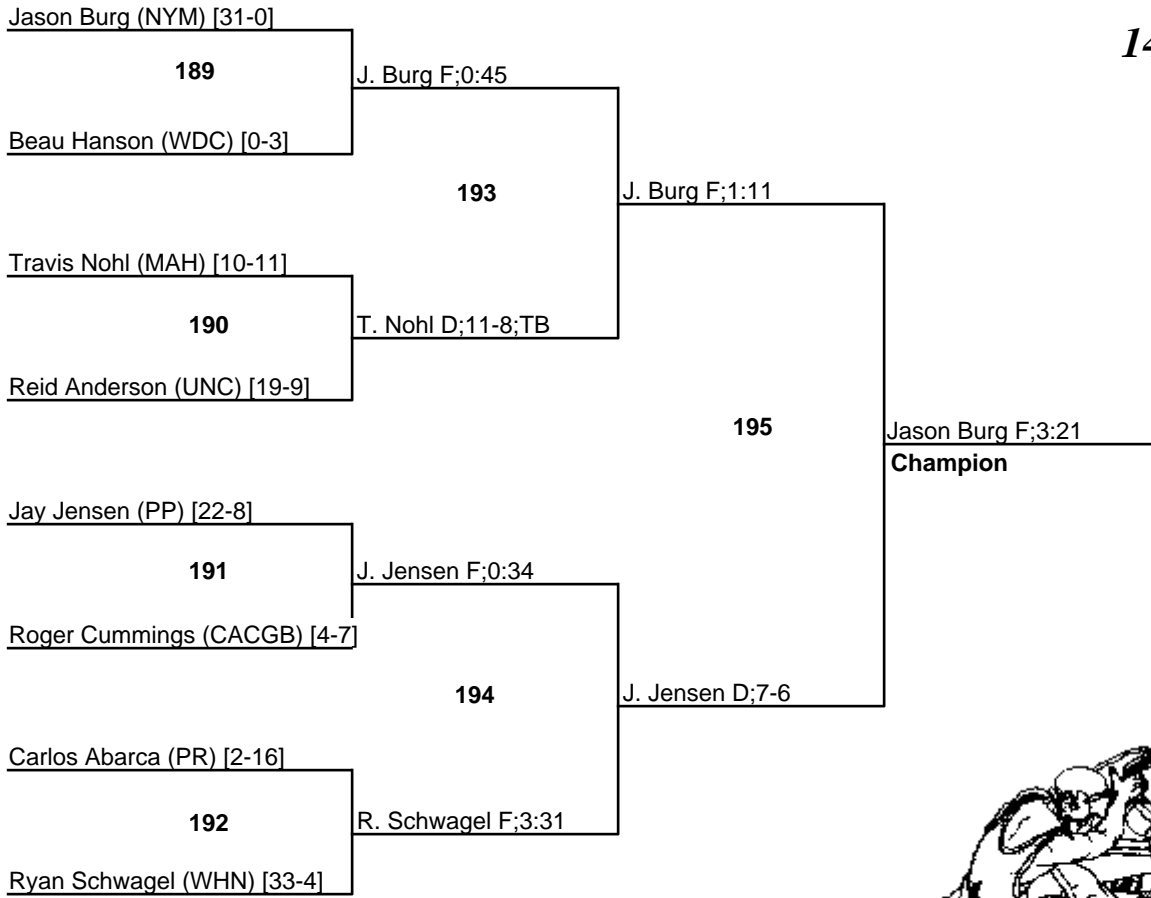 Jason Burg (NYM) [31-0]
14
189
J. Burg F;0:45
Beau Hanson (WDC) [0-3]
193
J. Burg F;1:11
Travis Nohl (MAH) [10-11]
190
T. Nohl D;11-8;TB
Reid Anderson (UNC) [19-9]
195
Jason Burg F;3:21
Champion
Jay Jensen (PP) [22-8]
191
J. Jensen F;0:34
Roger Cummings (CACGB) [4-7]
194
J. Jensen D;7-6
Carlos Abarca (PR) [2-16]
192
R. Schwagel F;3:31
Ryan Schwagel (WHN) [33-4]